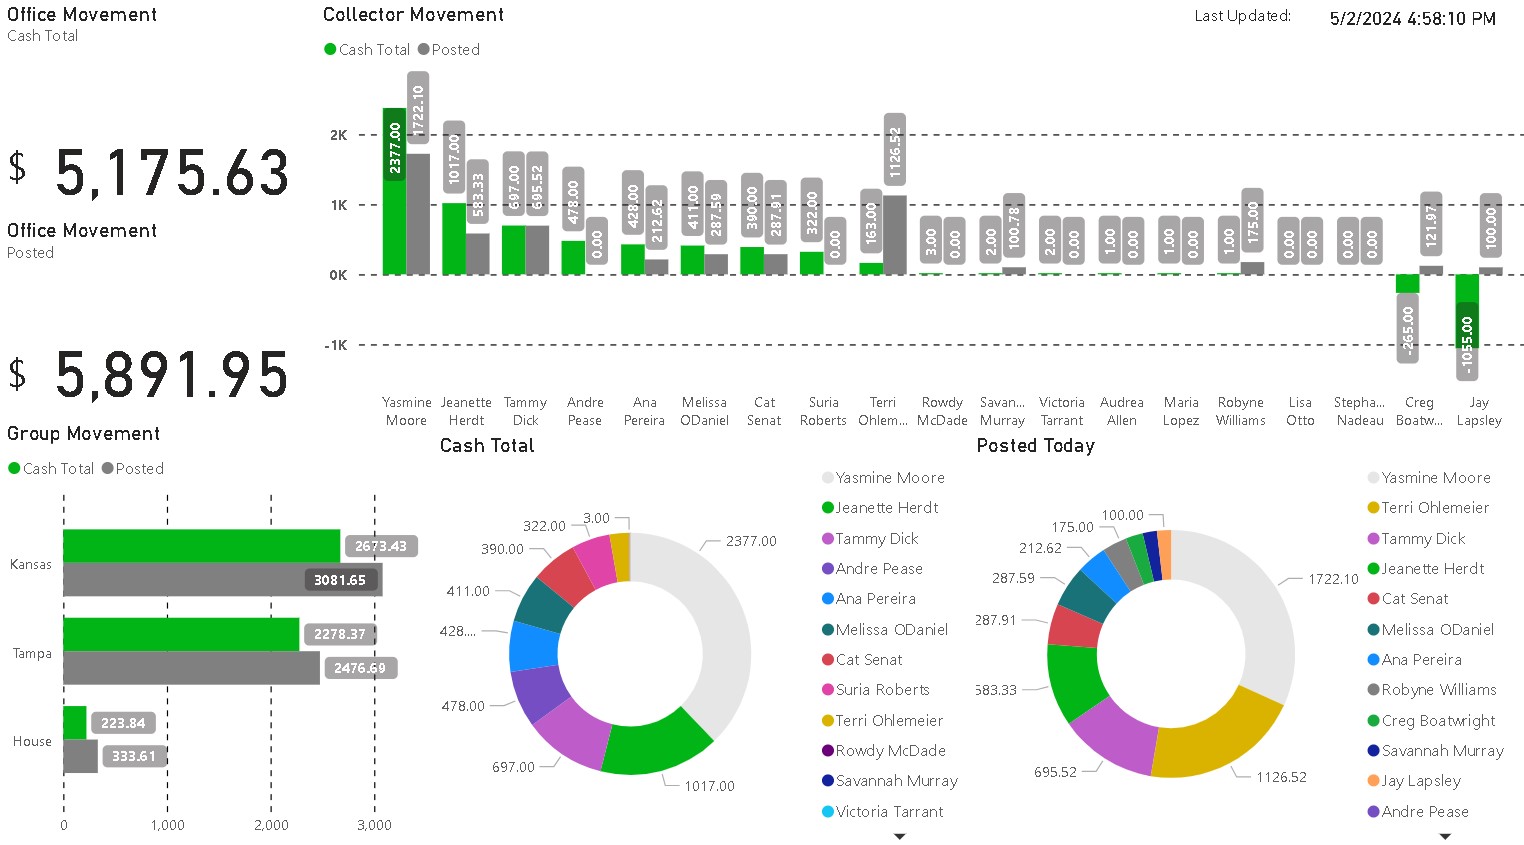 Office Movement
Cash Total
$ 5,175.63
Office Movement
Posted
$ 5,891.95
Collector Movement
Cash Total Posted
Last Updated: 5/2/2024 4:58:10 PM
2K
1K
0K
-1K
2377.00 1722.10
1017.00 583.33
697.00 695.52
478.00 0.00
428.00 212.62
411.00 287.59
390.00 287.91
322.00 0.00
163.00 1126.52
3.00 0.00
2.00 100.78
2.00 0.00
1.00 0.00
1.00 0.00
1.00 175.00
0.00 0.00
0.00 0.00
-265.00 121.97
-1055.00 100.00
Yasmine Moore
Jeanette Herdt
Tammy Dick
Andre Pease
Ana Pereira
Melissa ODaniel
Cat Senat
Suria Roberts
Terri Ohlem...
Rowdy McDade
Savan... Murray
Victoria Tarrant
Audrea Allen
Maria Lopez
Robyne Williams
Lisa Otto
Stepha... Nadeau
Creg Boatw...
Jay Lapsley
Group Movement
Cash Total Posted
Kansas
2673.43
3081.65
Tampa
2278.37
2476.69
House
223.84
333.61
0 1,000 2,000 3,000
Cash Total
2377.00
1017.00
697.00
478.00
428....
411.00
390.00
322.00
3.00
Yasmine Moore
Jeanette Herdt
Tammy Dick
Andre Pease
Ana Pereira
Melissa ODaniel
Cat Senat
Suria Roberts
Terri Ohlemeier
Rowdy McDade
Savannah Murray
Victoria Tarrant
Posted Today
1722.10
1126.52
695.52
583.33
287.91
287.59
212.62
175.00
100.00
Yasmine Moore
Terri Ohlemeier
Tammy Dick
Jeanette Herdt
Cat Senat
Melissa ODaniel
Ana Pereira
Robyne Williams
Creg Boatwright
Savannah Murray
Jay Lapsley
Andre Pease